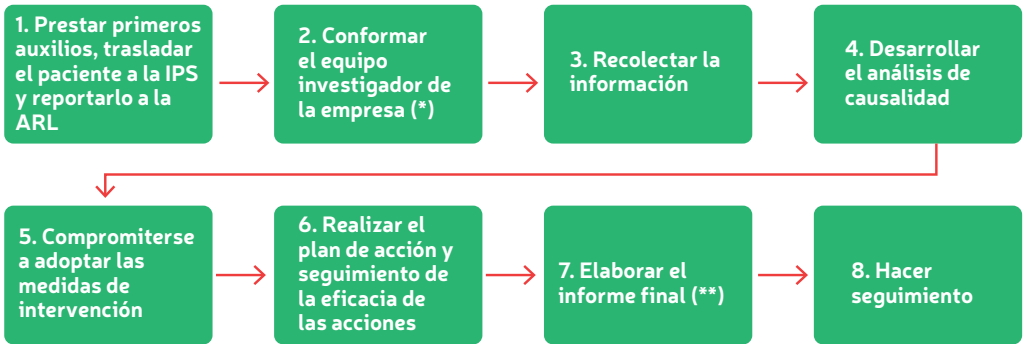 1. Prestar primeros
auxilios, trasladar
el paciente a la IPS
y reportarlo a la
ARL
2. Conformar
el equipo
investigador de
la empresa (*)
3. Recolectar la
información
4. Desarrollar
el análisis de
causalidad
5. Compromiterse
a adoptar las
medidas de
intervención
6. Realizar el
plan de acción y
seguimiento de
la eficacia de
las acciones
7. Elaborar el
informe final (**)
8. Hacer
seguimiento